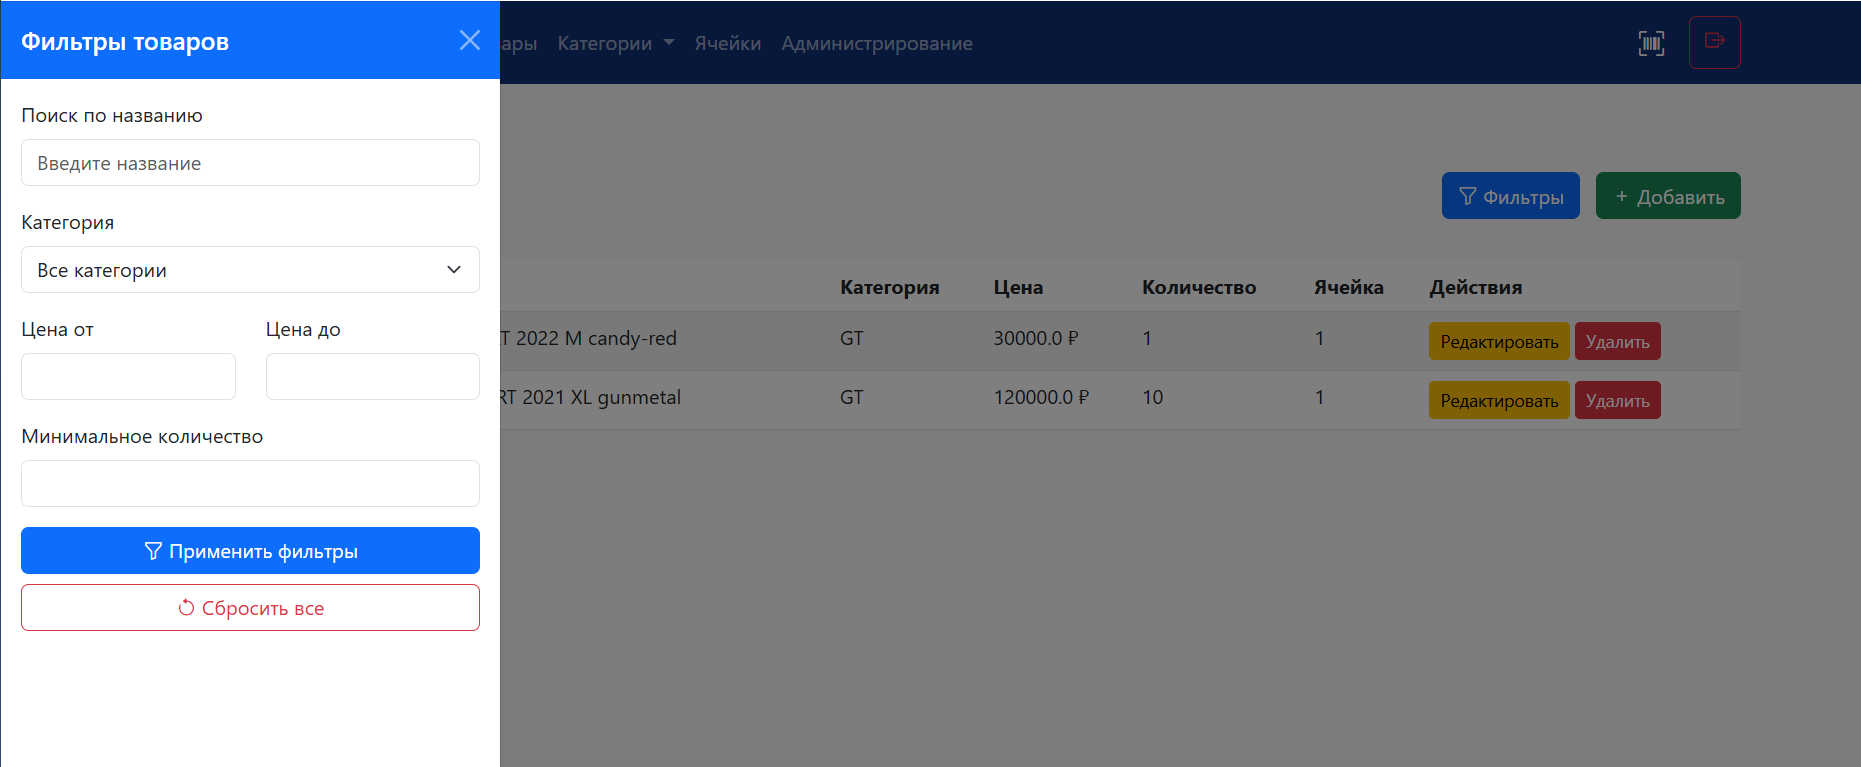 Фильтры товаров
Категории Ячейки Администрирование
Поиск по названию
Введите название
Фильтры + Добавить
Категория
Все категории
Категория Цена Количество Ячейка Действия
Цена от Цена до
2022 M candy-red GT 30000.0 ₽ 1 1 Редактировать Удалить
2021 XL gunmetal GT 120000.0 ₽ 10 1 Редактировать Удалить
Минимальное количество
Применить фильтры
Сбросить все